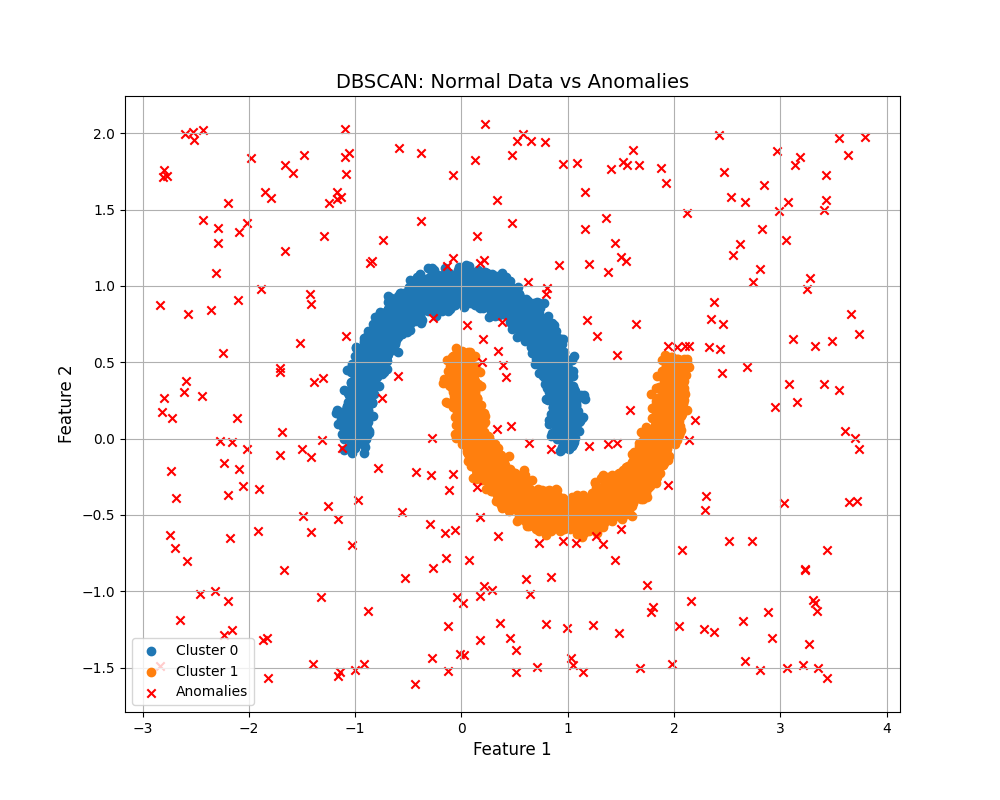 DBSCAN: Normal Data vs Anomalies
2.0
1.5
1.0
0.5
0.0
−0.5
−1.0
−1.5
Feature 2
Cluster 0
Cluster 1
Anomalies
−3 −2 −1 0 1 2 3 4
Feature 1